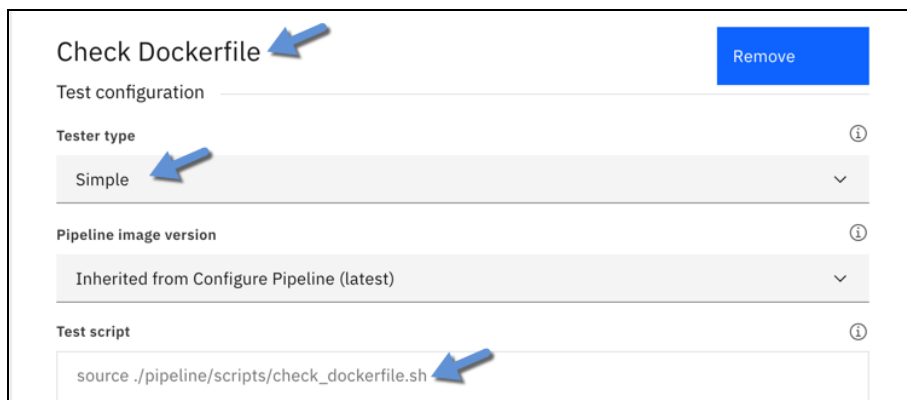 Check Dockerfile
Remove
Test configuration
Tester type
Simple
Pipeline image version
Inherited from Configure Pipeline (latest)
Test script
source ./pipeline/scripts/check_dockerfile.sh